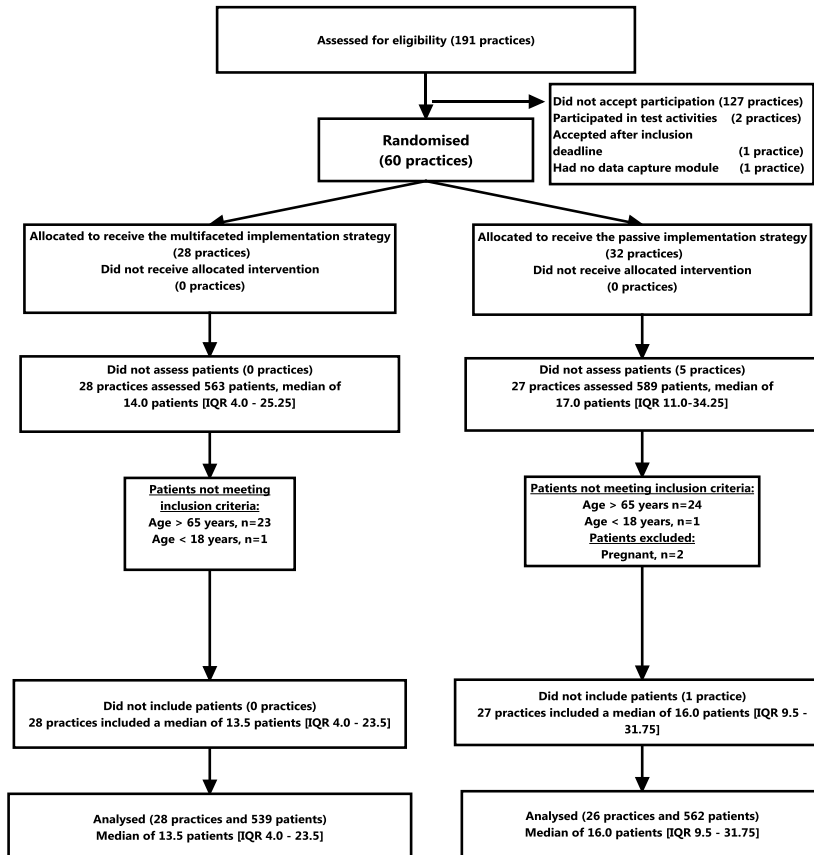 Assessed for eligibility (191 practices)
Did not accept participation (127 practices)
Participated in test activities (2 practices)
Accepted after inclusion
deadline (1 practice)
Had no data capture module (1 practice)
Randomised
(60 practices)
Allocated to receive the multifaceted implementation strategy
(28 practices)
Did not receive allocated intervention
(0 practices)
Allocated to receive the passive implementation strategy
(32 practices)
Did not receive allocated intervention
(0 practices)
Did not assess patients (0 practices)
28 practices assessed 563 patients, median of
14.0 patients [IQR 4.0 - 25.25]
Did not assess patients (5 practices)
27 practices assessed 589 patients, median of
17.0 patients [IQR 11.0-34.25]
Patients not meeting
inclusion criteria:
Age > 65 years, n=23
Age < 18 years, n=1
Patients not meeting inclusion criteria:
Age > 65 years n=24
Age < 18 years, n=1
Patients excluded:
Pregnant, n=2
Did not include patients (0 practices)
28 practices included a median of 13.5 patients [IQR 4.0 - 23.5]
Did not include patients (1 practice)
27 practices included a median of 16.0 patients [IQR 9.5 -
31.75]
Analysed (28 practices and 539 patients)
Median of 13.5 patients [IQR 4.0 - 23.5]
Analysed (26 practices and 562 patients)
Median of 16.0 patients [IQR 9.5 - 31.75]